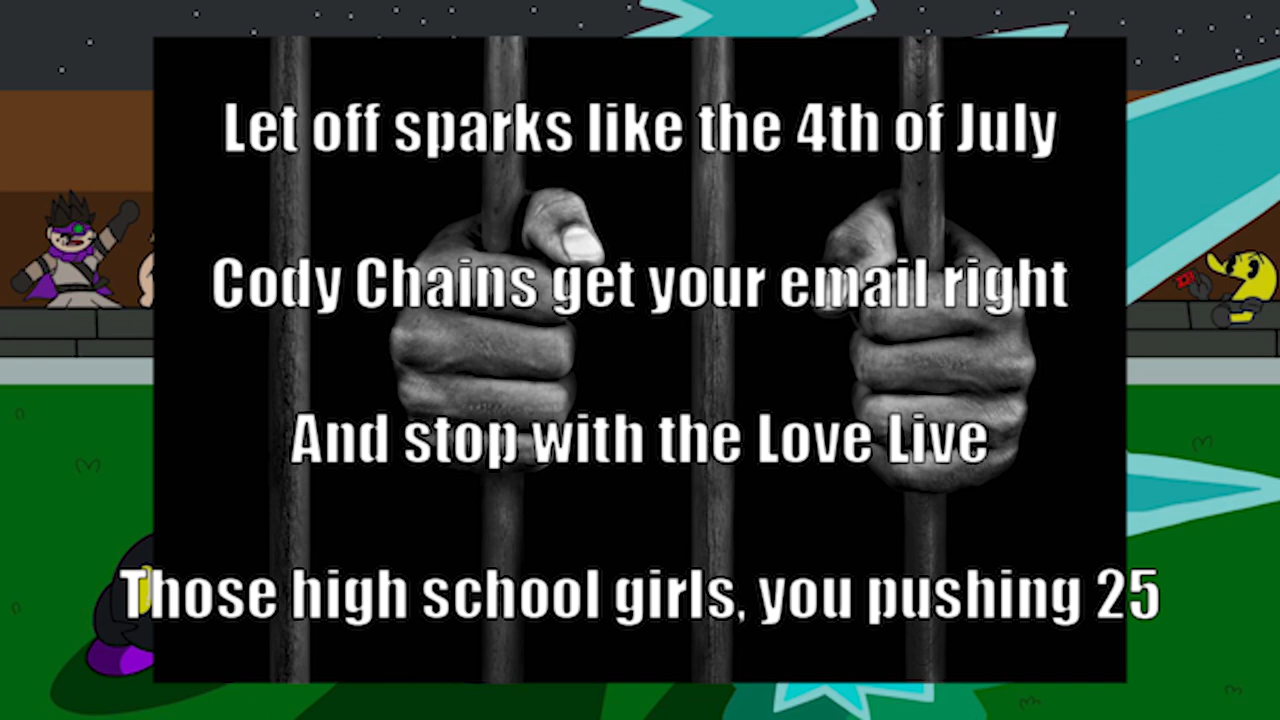 Let off sparks like the 4th of July
Cody Chains get your email right
And stop with the Love Live
Those high school girls, you pushing 25